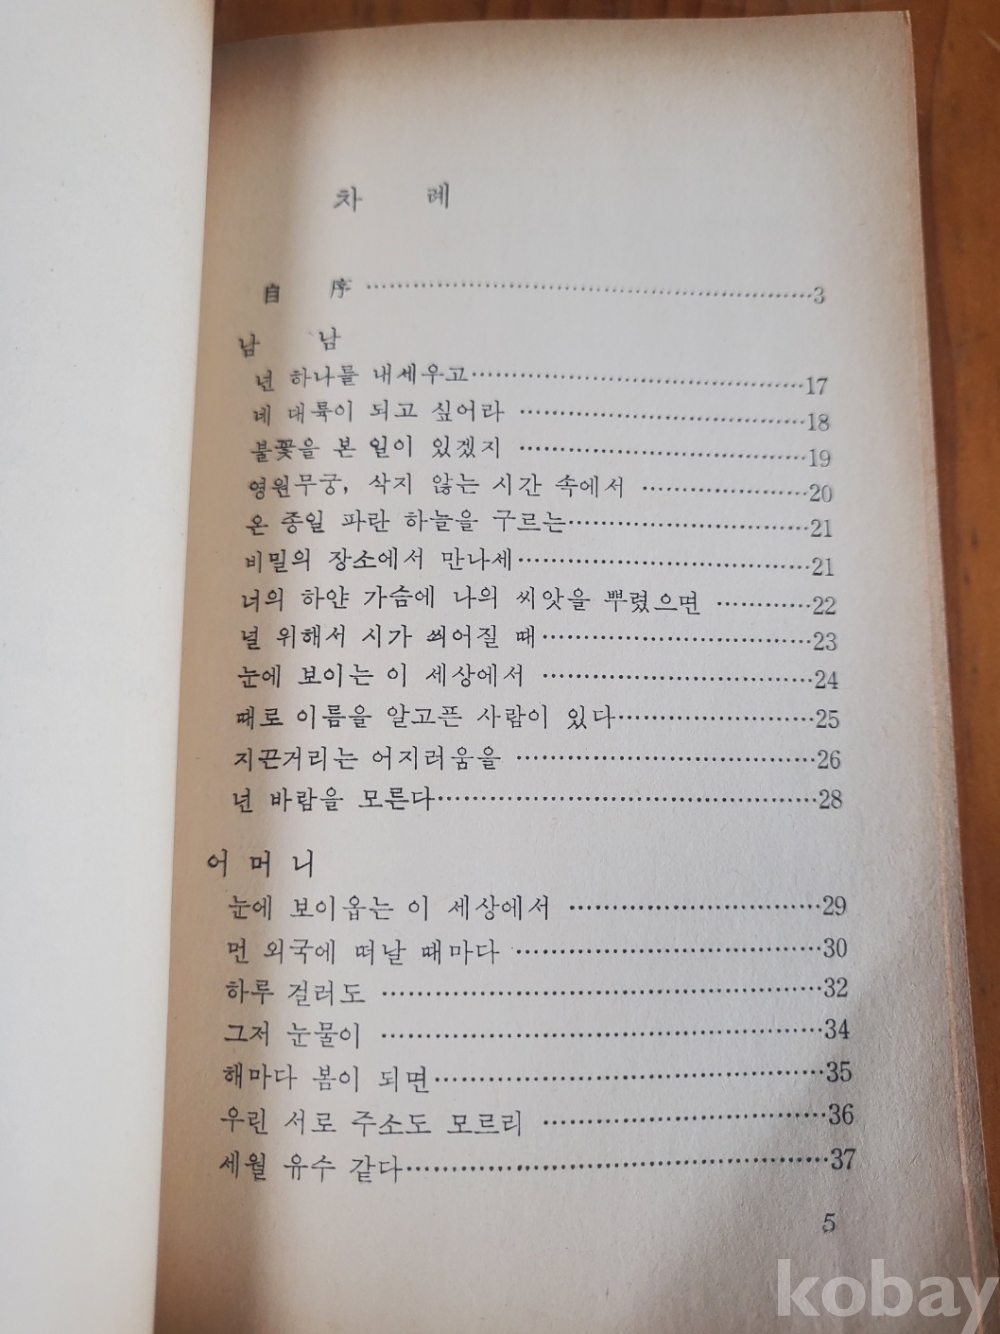 차 례
自 序 ……………………………………………… 3
남 남
넌 하나를 내세우고 ……………………………… 17
네 대륙이 되고 싶어라 …………………………… 18
불꽃을 본 일이 있겠지 …………………………… 19
영원무궁, 삭지 않는 시간 속에서 ……………… 20
온 종일 파란 하늘을 구르는 …………………… 21
비밀의 장소에서 만나세 ………………………… 21
너의 하얀 가슴에 나의 씨앗을 뿌렸으면 ……… 22
널 위해서 시가 씌어질 때 ……………………… 23
눈에 보이는 이 세상에서 ………………………… 24
때로 이름을 알고픈 사람이 있다 ……………… 25
지끈거리는 어지러움을 …………………………… 26
넌 바람을 모른다 ………………………………… 28
어 머 니
눈에 보이옵는 이 세상에서 ……………………… 29
먼 외국에 떠날 때마다 …………………………… 30
하루 걸러도 ………………………………………… 32
그저 눈물이 ………………………………………… 34
해마다 봄이 되면 ………………………………… 35
우린 서로 주소도 모르리 ………………………… 36
세월 유수 같다 …………………………………… 37
5
kobay